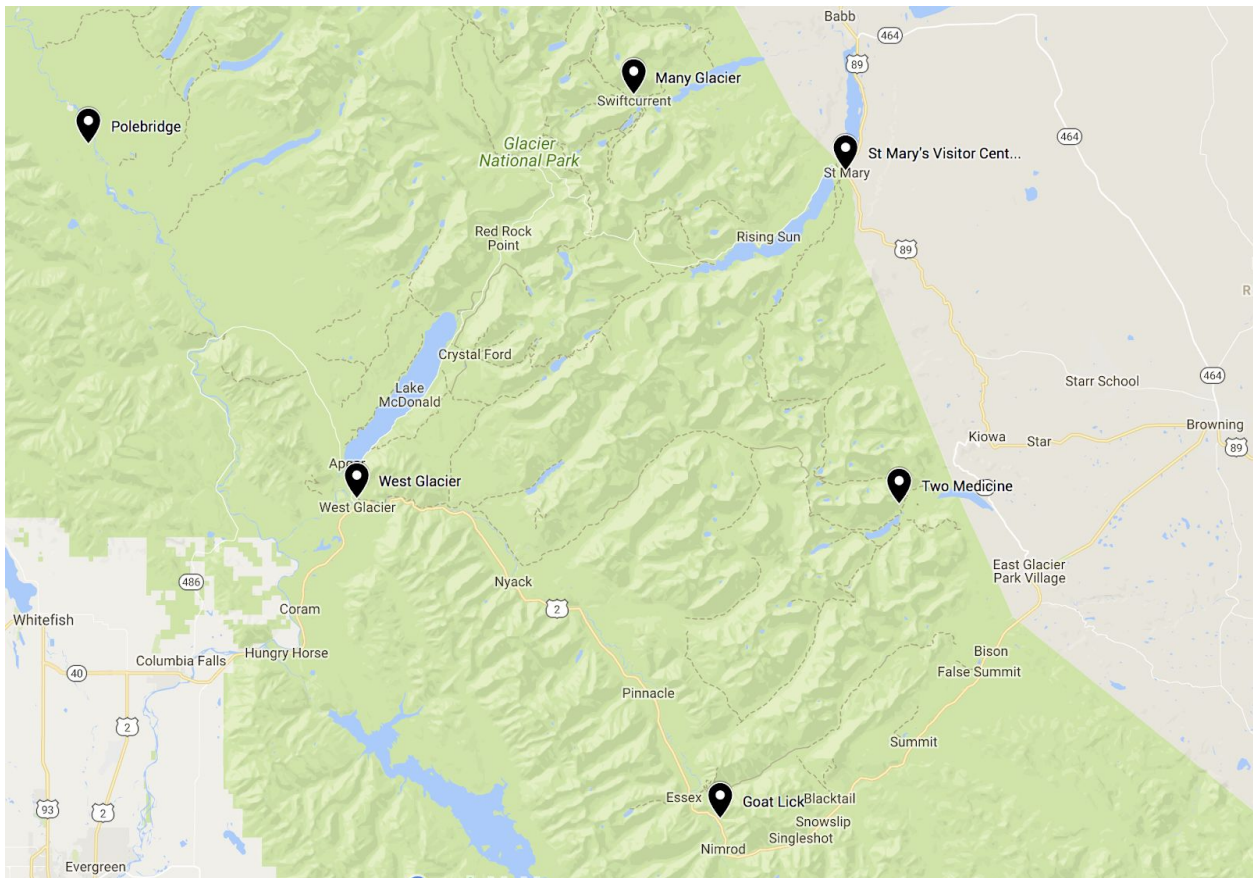 Babb
464
89
Many Glacier
Swiftcurrent
Polebridge
464
Glacier
National Park
St Mary's Visitor Cent...
St Mary
Red Rock
Point
Rising Sun
89
R
Crystal Ford
Lake
McDonald
Starr School
464
Browning
Kiowa
Star
89
Apgar
West Glacier
West Glacier
Two Medicine
East Glacier
Park Village
486
Nyack
2
Coram
Whitefish
Hungry Horse
Columbia Falls
40
Bison
False Summit
Pinnacle
2
Summit
Essex
Goat Lick
Blacktail
93
2
Snowslip
Singleshot
Nimrod
Evergreen